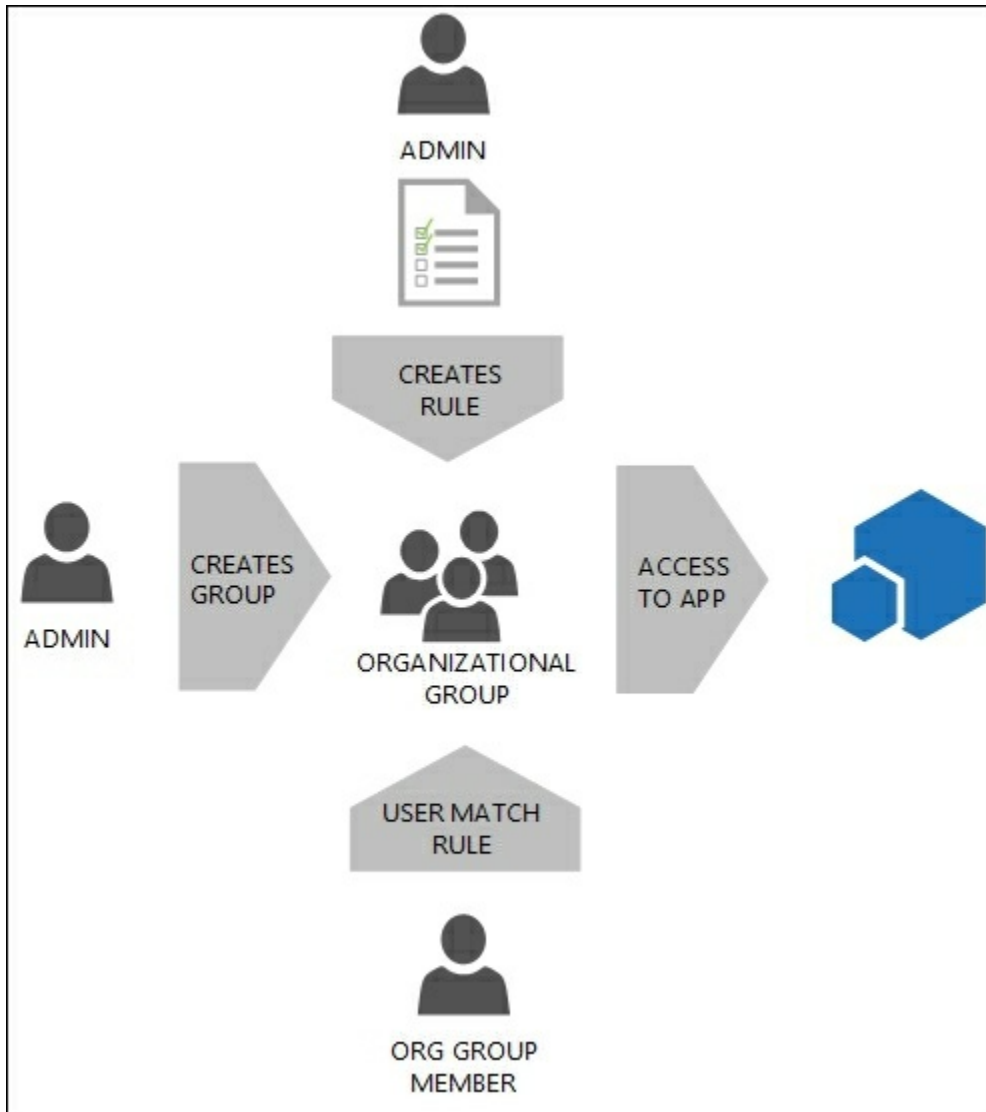 ADMIN
CREATES
RULE
ADMIN
CREATES
GROUP
ORGANIZATIONAL
GROUP
ACCESS
TO APP
USER MATCH
RULE
ORG GROUP
MEMBER